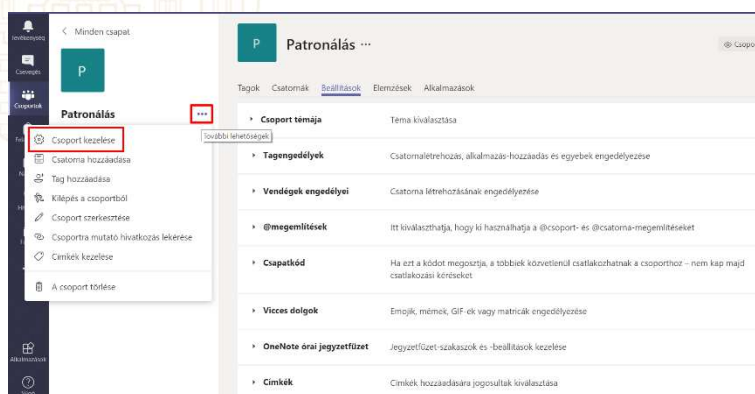 tevékenység
Csevegés
Csoportok
Alkalmazások
Minden csapat
P
Patronálás
További lehetőségek
Csoport kezelése
Csatorna hozzáadása
Tag hozzáadása
Kilépés a csoportból
Csoport szerkesztése
Csoportra mutató hivatkozás lekérése
Címkék kezelése
A csoport törlése
P
Patronálás ...
Tagok Csatornák Beállítások Elemzések Alkalmazások
Csoport témája Téma kiválasztása
Tagengedélyek Csatornalétrehozás, alkalmazás-hozzáadás és egyebek engedélyezése
Vendégek engedélyei Csatorna létrehozásának engedélyezése
@megemlítések Itt kiválaszthatja, hogy ki használhatja a @csoport- és @csatorna-megemlítéseket
Csapatkód Ha ezt a kódot megosztja, a többiek közvetlenül csatlakozhatnak a csoporthoz – nem kap majd
csatlakozási kéréseket
Vicces dolgok Emojik, mémek, GIF-ek vagy matricák engedélyezése
OneNote órai jegyzetfüzet Jegyzetfüzet-szakaszok és -beállítások kezelése
Címkék Címkék hozzáadására jogosultak kiválasztása